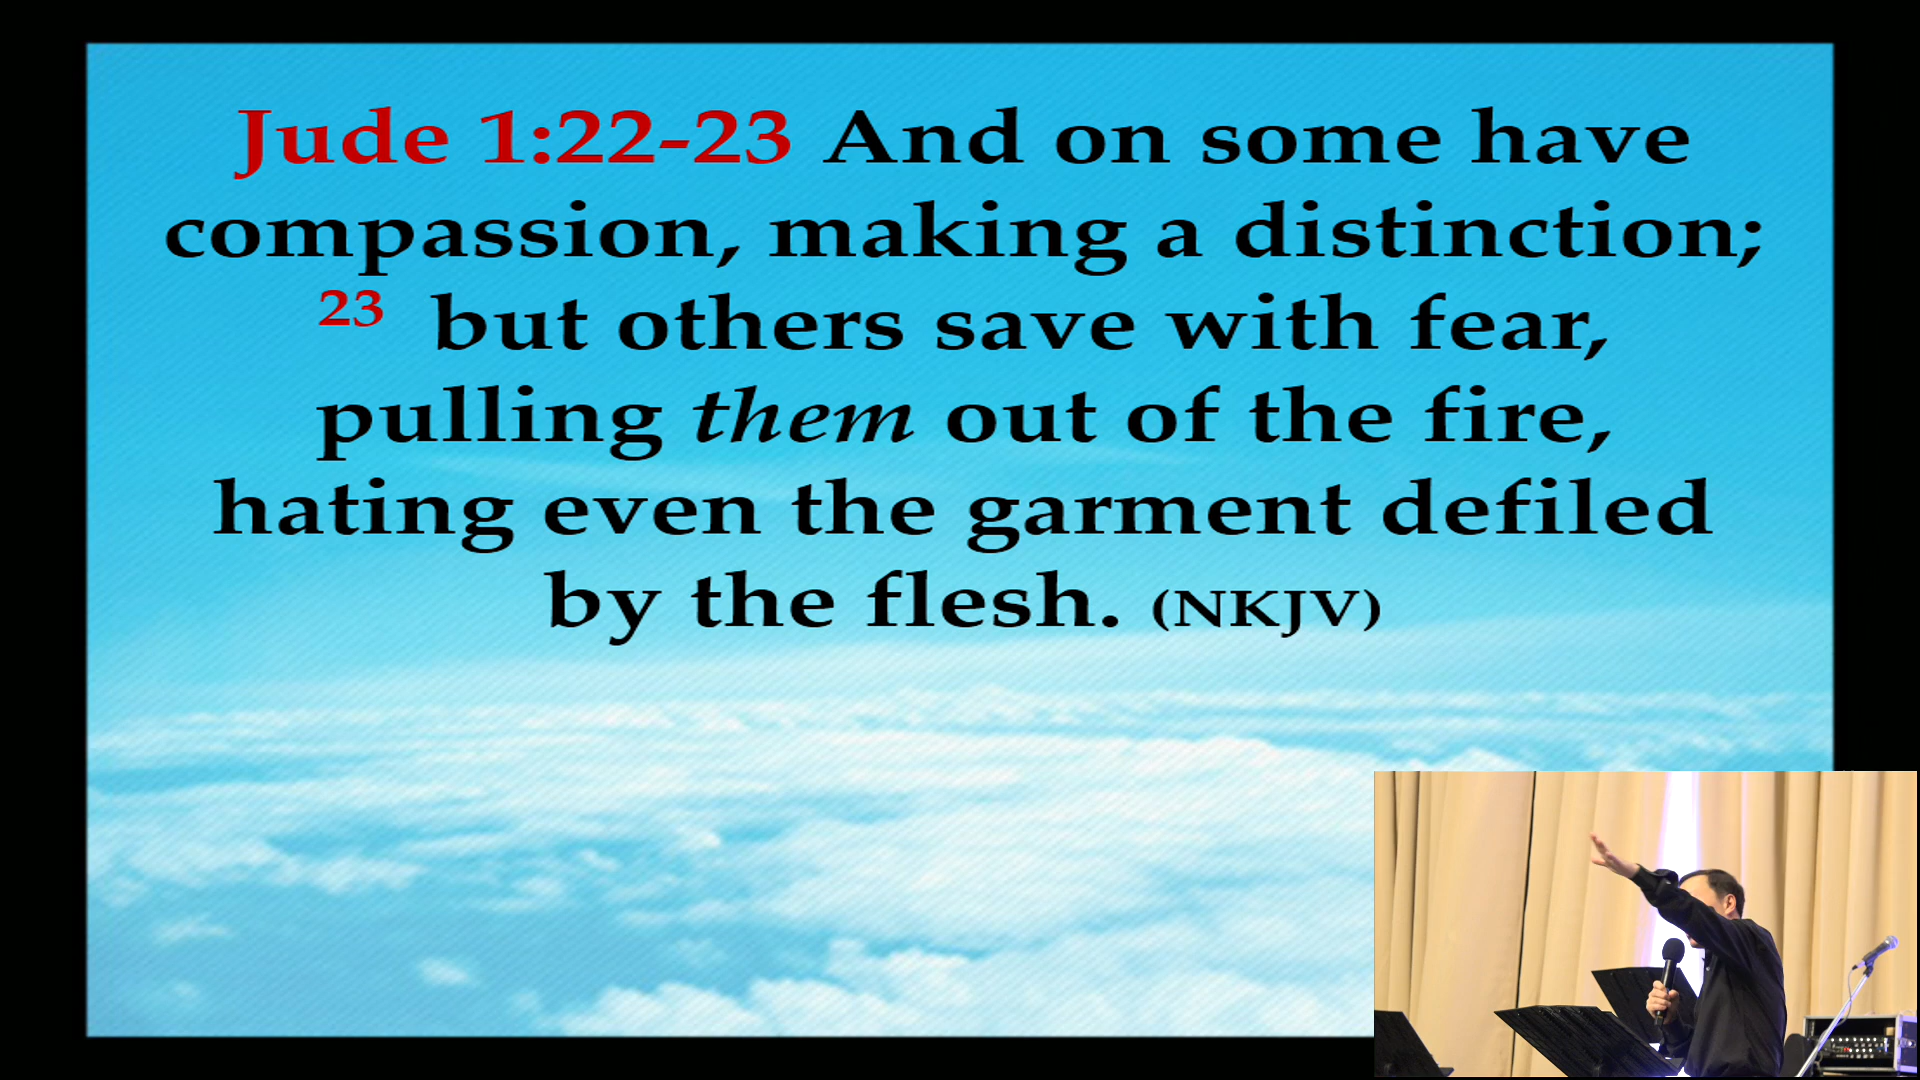 Jude 1:22-23 And on some have
compassion, making a distinction;
23 but others save with fear,
pulling them out of the fire,
hating even the garment defiled
by the flesh. (NKJV)